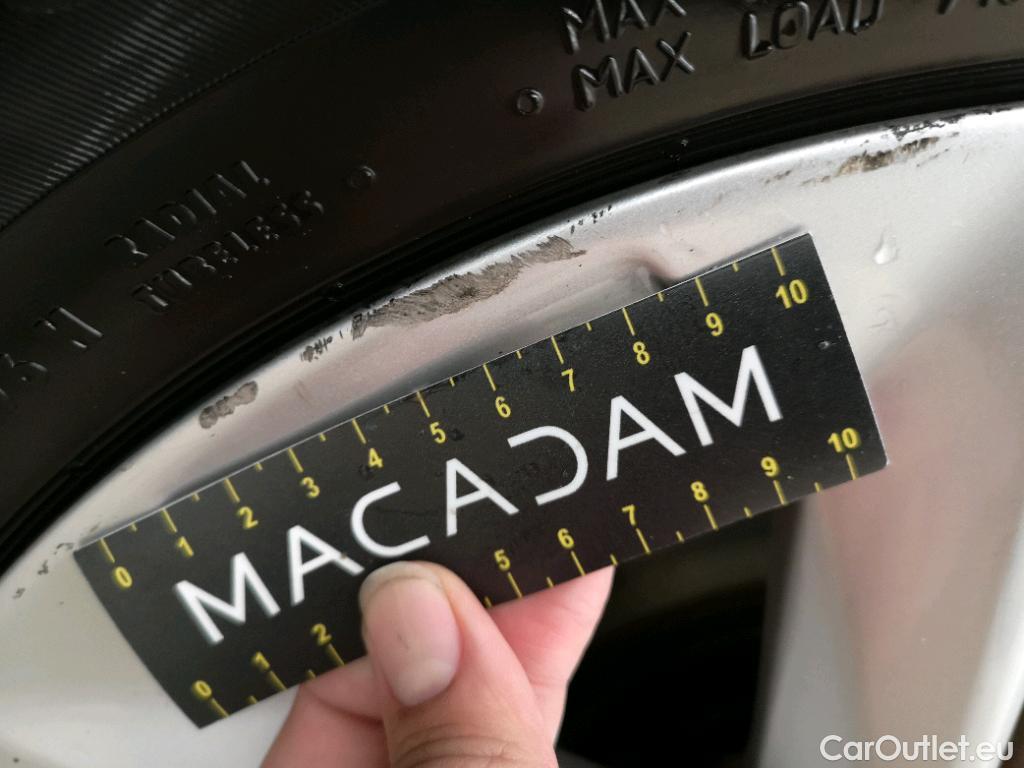 MAX
MAX LOAD
RADIAL
TUBELESS
0 1 2 3 4 5 6 7 8 9 10
MACADAM
0 1 2 5 6 7 8 9 10
CarOutlet.eu